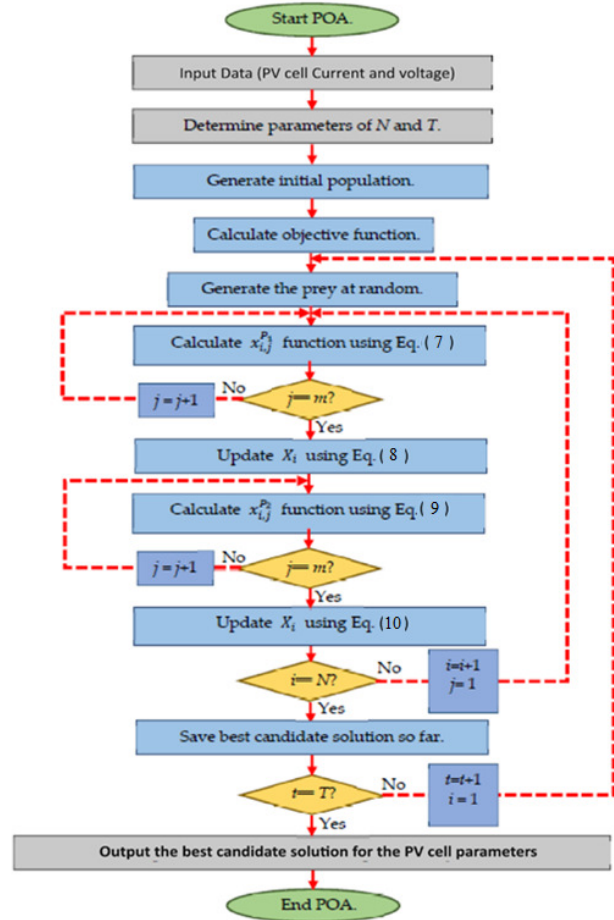 Start POA.
Input Data (PV cell Current and voltage)
Determine parameters of N and T.
Generate initial population.
Calculate objective function.
Generate the prey at random.
Calculate $x_{i,j}^{P_1}$ function using Eq. ( 7 )
j = j+1
No
j== m?
Yes
Update $X_i$ using Eq. ( 8 )
Calculate $x_{i,j}^{P_2}$ function using Eq. ( 9 )
j = j+1
No
j== m?
Yes
Update $X_i$ using Eq. (10)
i== N?
No
i=i+1
j= 1
Yes
Save best candidate solution so far.
t== T?
No
t=t+1
i = 1
Yes
Output the best candidate solution for the PV cell parameters
End POA.